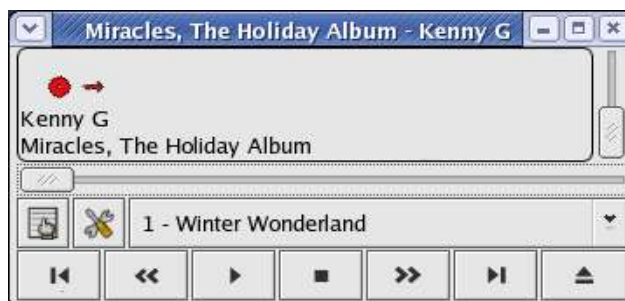 Miracles, The Holiday Album - Kenny G
Kenny G
Miracles, The Holiday Album
1 - Winter Wonderland